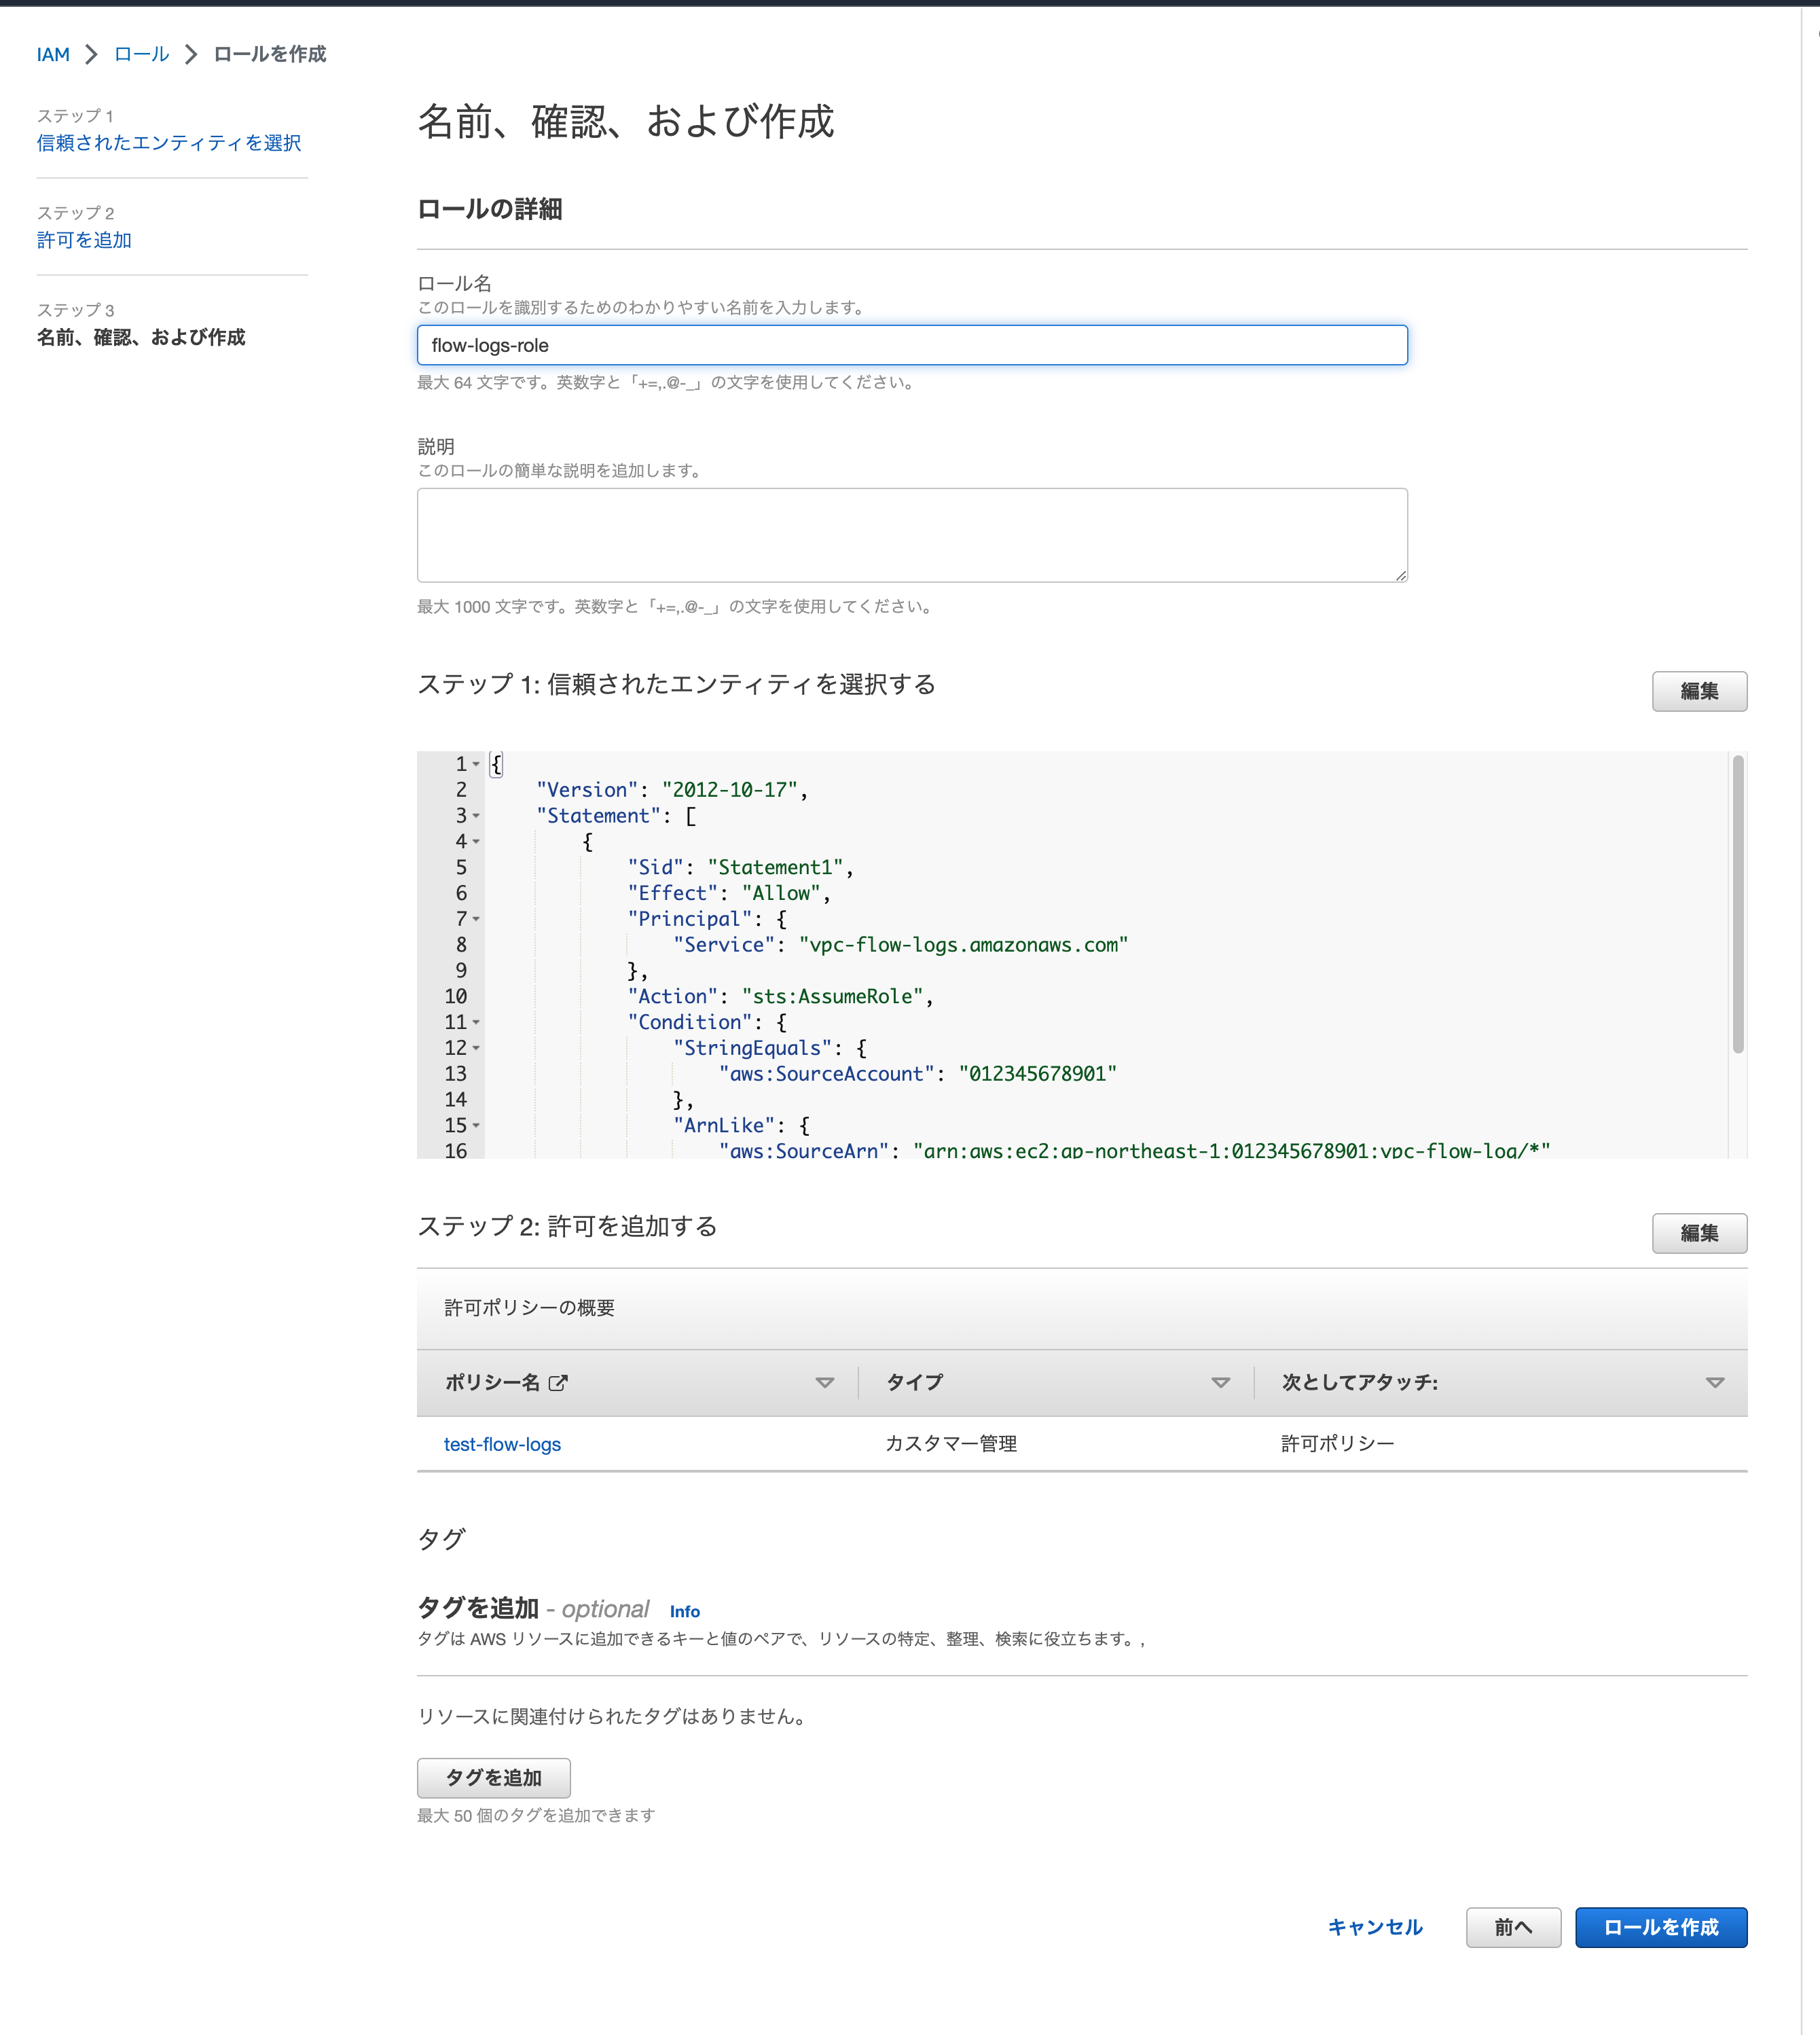 IAM ロール ロールを作成
ステップ 1
信頼されたエンティティを選択
ステップ 2
許可を追加
ステップ 3
名前、確認、および作成
名前、確認、および作成
ロールの詳細
ロール名
このロールを識別するためのわかりやすい名前を入力します。
flow-logs-role
最大 64 文字です。英数字と「+=,.@-_」の文字を使用してください。
説明
このロールの簡単な説明を追加します。
最大 1000 文字です。英数字と「+=,.@-_」の文字を使用してください。
ステップ 1: 信頼されたエンティティを選択する
編集
1 {
2 "Version": "2012-10-17",
3 "Statement": [
4 {
5 "Sid": "Statement1",
6 "Effect": "Allow",
7 "Principal": {
8 "Service": "vpc-flow-logs.amazonaws.com"
9 },
10 "Action": "sts:AssumeRole",
11 "Condition": {
12 "StringEquals": {
13 "aws:SourceAccount": "012345678901"
14 },
15 "ArnLike": {
16 "aws:SourceArn": "arn:aws:ec2:ap-northeast-1:012345678901:vpc-flow-log/*"
ステップ 2: 許可を追加する
編集
許可ポリシーの概要
ポリシー名 タイプ 次としてアタッチ:
test-flow-logs カスタマー管理 許可ポリシー
タグ
タグを追加 - optional Info
タグは AWS リソースに追加できるキーと値のペアで、リソースの特定、整理、検索に役立ちます。,
リソースに関連付けられたタグはありません。
タグを追加
最大 50 個のタグを追加できます
キャンセル 前へ ロールを作成